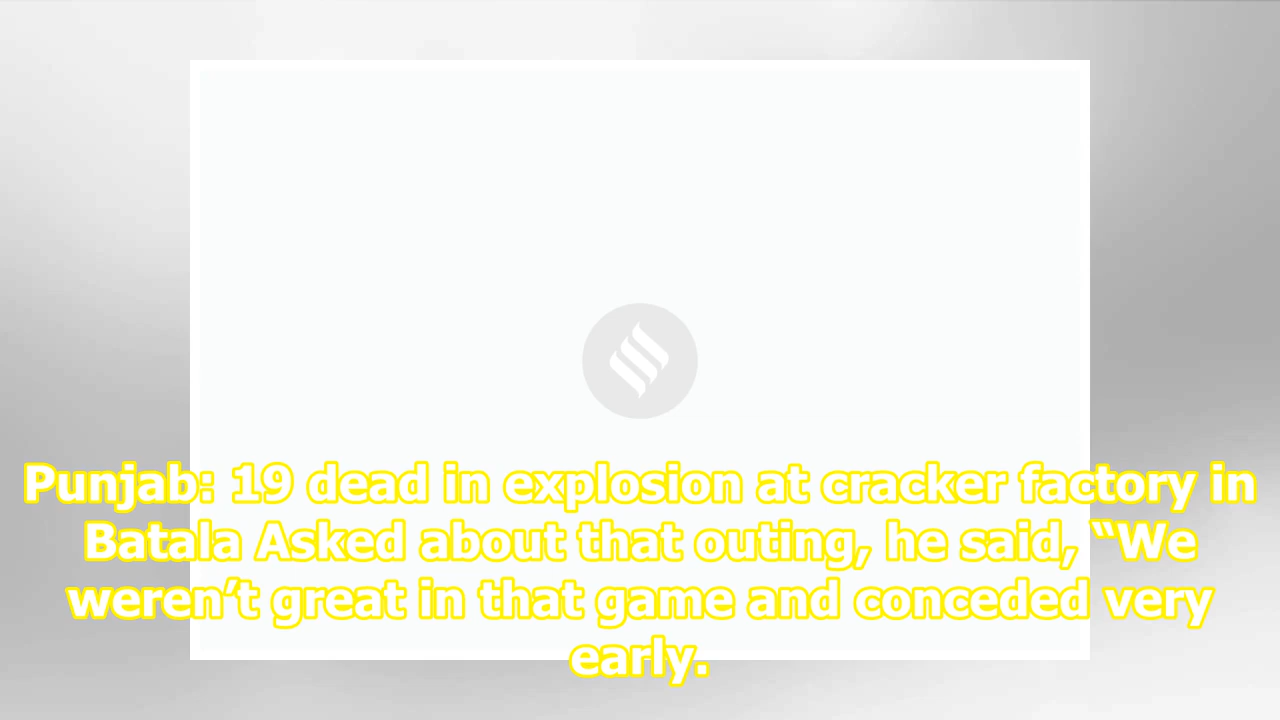 Punjab: 19 dead in explosion at cracker factory in
Batala Asked about that outing, he said, “We
weren’t great in that game and conceded very
early.